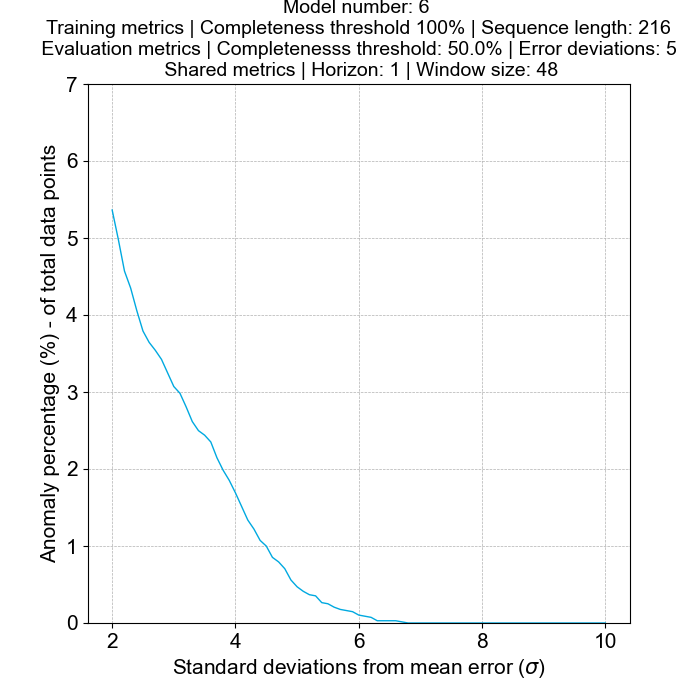 Model number: 6
Training metrics | Completeness threshold 100% | Sequence length: 216
Evaluation metrics | Completenesss threshold: 50.0% | Error deviations: 5
Shared metrics | Horizon: 1 | Window size: 48
7
6
5
4
3
2
1
0
Anomaly percentage (%) - of total data points
2 4 6 8 10
Standard deviations from mean error (σ)